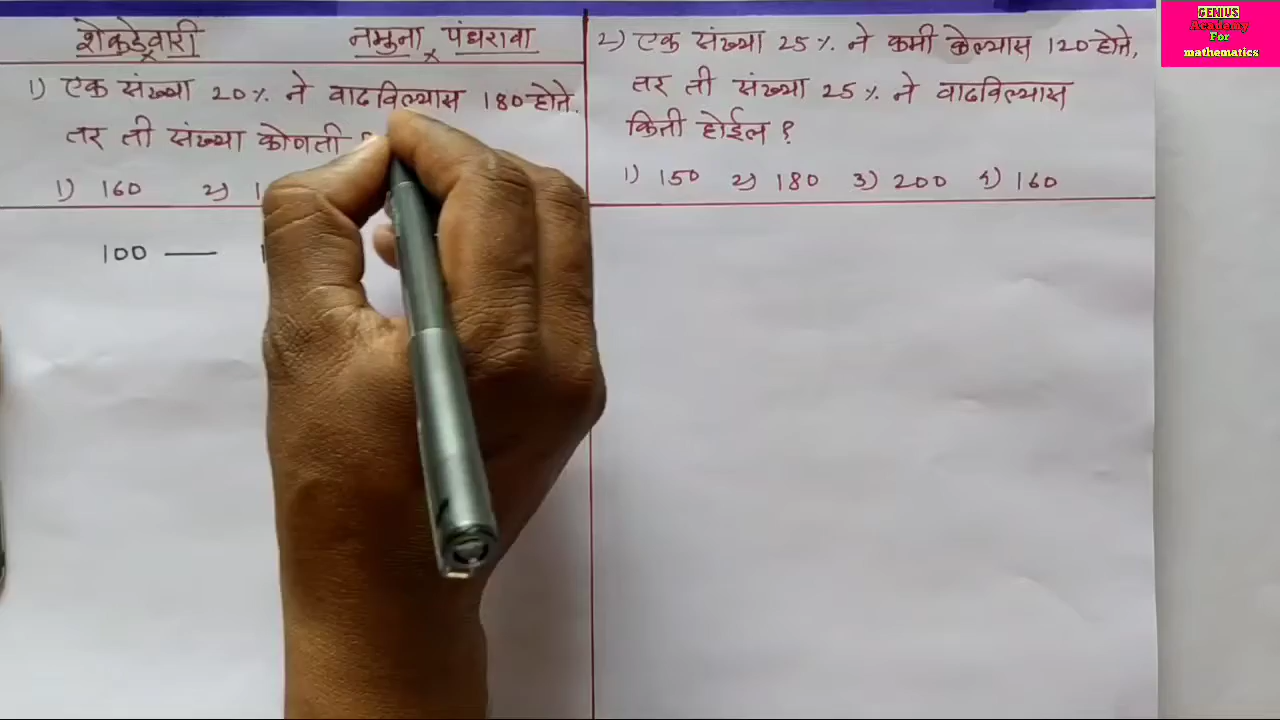 शेकडेवारी नमुना पंधरावा
1) एक संख्या 20% ने वाढविल्यास 180 होते.
तर ती संख्या कोणती
1) 160 2)
100 —
2) एक संख्या 25% ने कमी केल्यास 120 होते,
तर ती संख्या 25% ने वाढविल्यास
किती होईल ?
1) 150 2) 180 3) 200 4) 160
GENIUS
Academy
For
mathematics